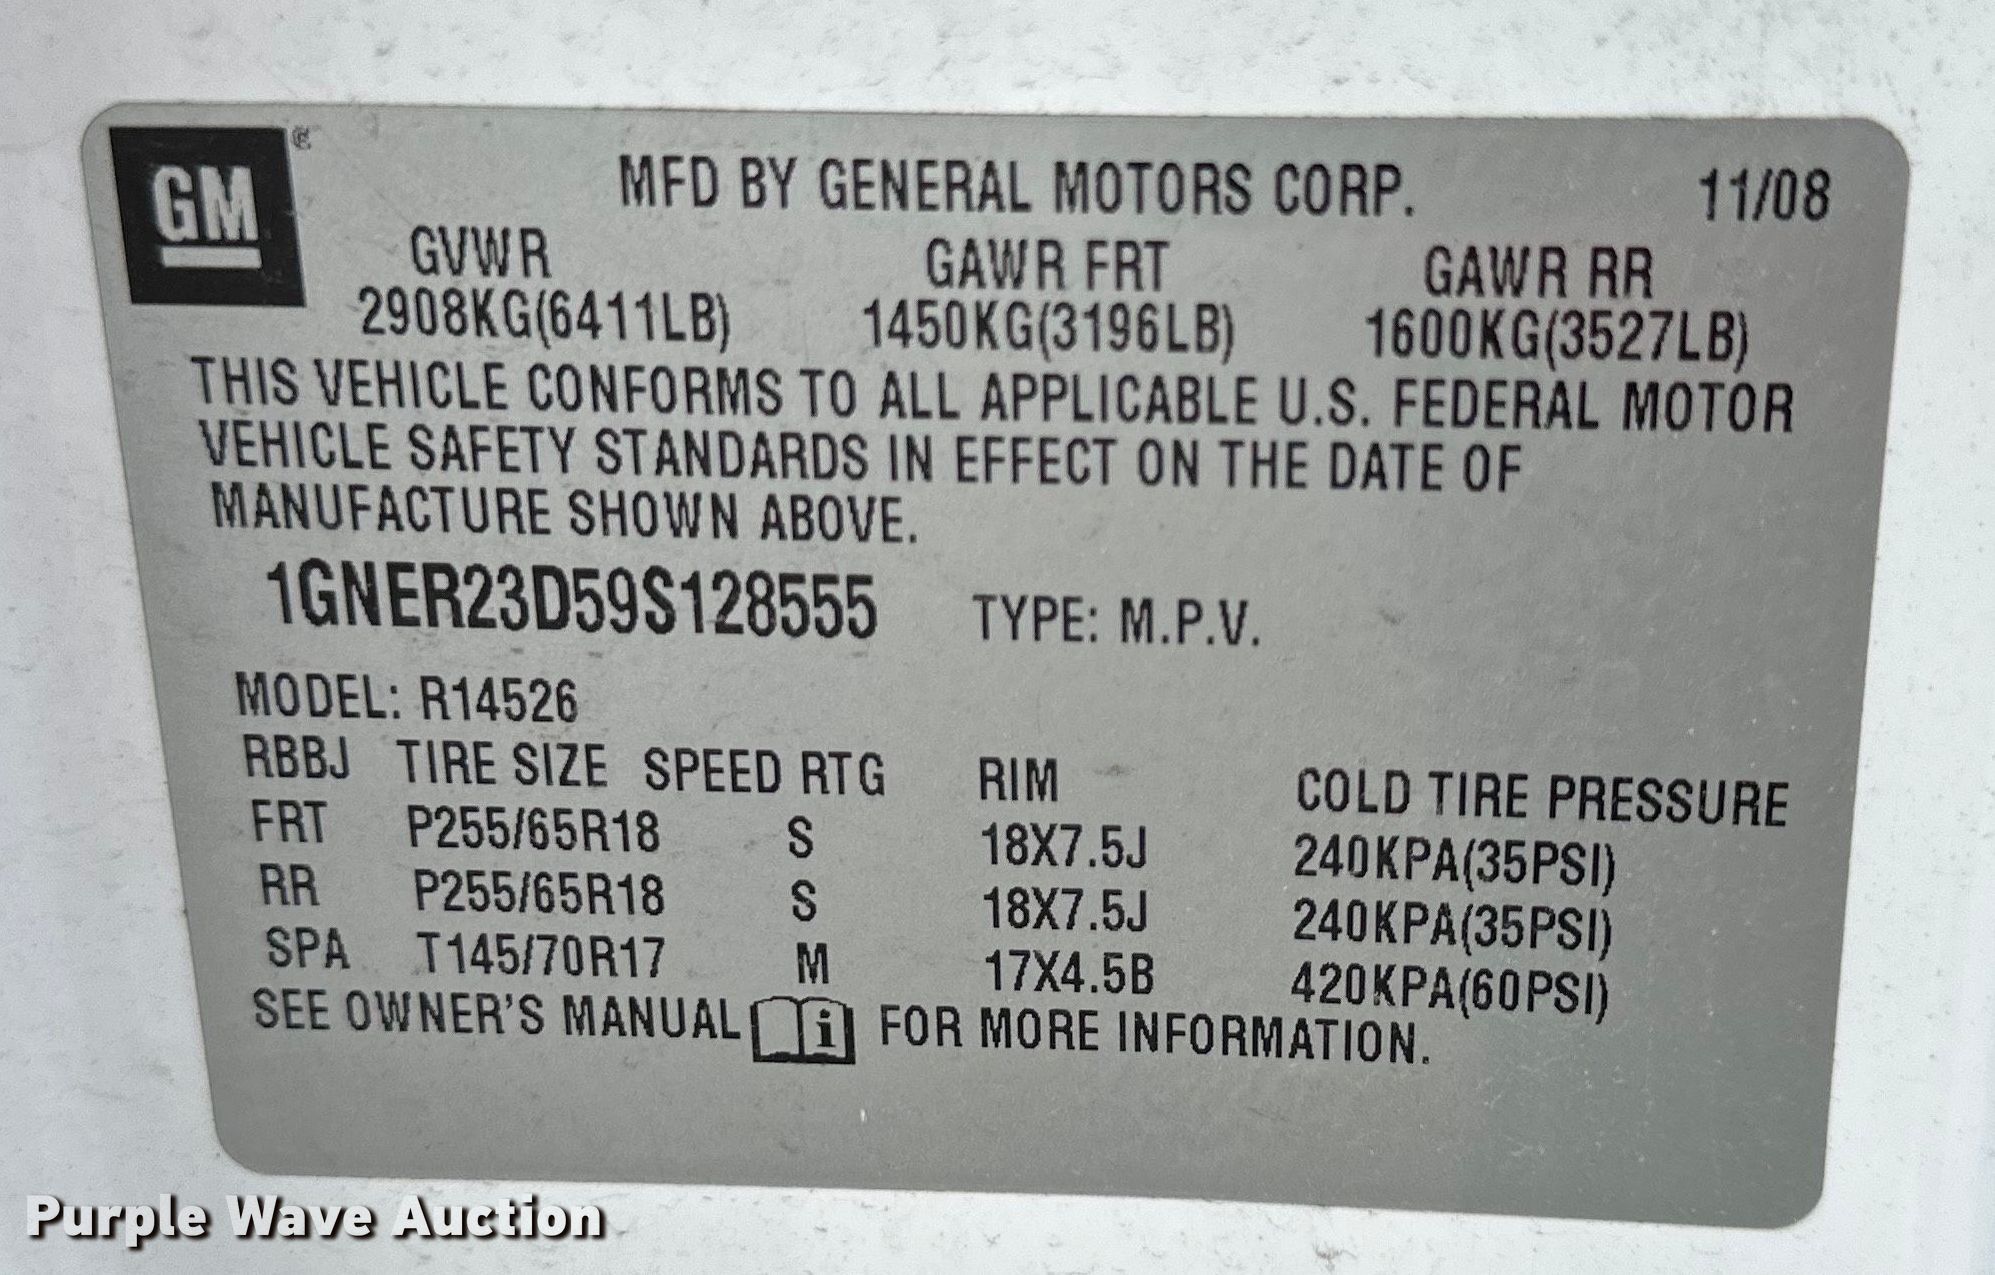 GM
MFD BY GENERAL MOTORS CORP. 11/08
GVWR GAWR FRT GAWR RR
2908KG(6411LB) 1450KG(3196LB) 1600KG(3527LB)
THIS VEHICLE CONFORMS TO ALL APPLICABLE U.S. FEDERAL MOTOR
VEHICLE SAFETY STANDARDS IN EFFECT ON THE DATE OF
MANUFACTURE SHOWN ABOVE.
1GNER23D59S128555 TYPE: M.P.V.
MODEL: R14526
RBBJ TIRE SIZE SPEED RTG RIM COLD TIRE PRESSURE
FRT P255/65R18 S 18X7.5J 240KPA(35PSI)
RR P255/65R18 S 18X7.5J 240KPA(35PSI)
SPA T145/70R17 M 17X4.5B 420KPA(60PSI)
SEE OWNER'S MANUAL i FOR MORE INFORMATION.
Purple Wave Auction